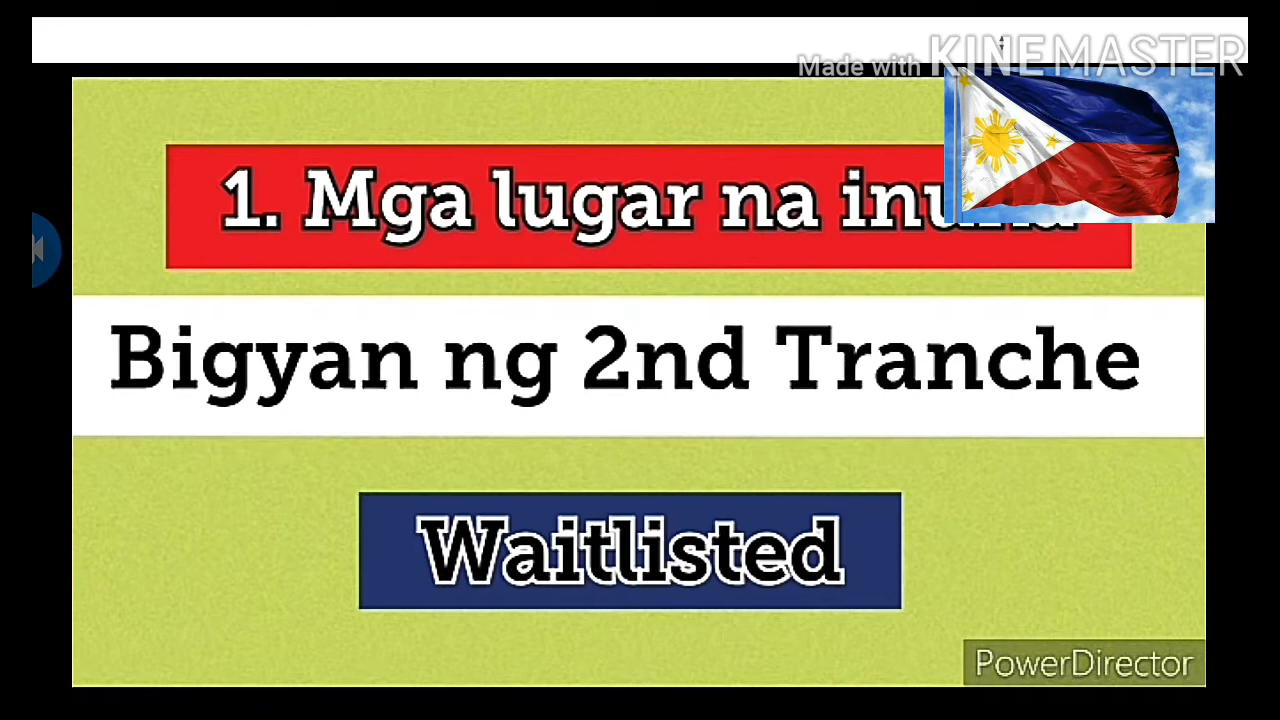 Made with KINEMASTER
1. Mga lugar na
Bigyan ng 2nd Tranche
Waitlisted
PowerDirector